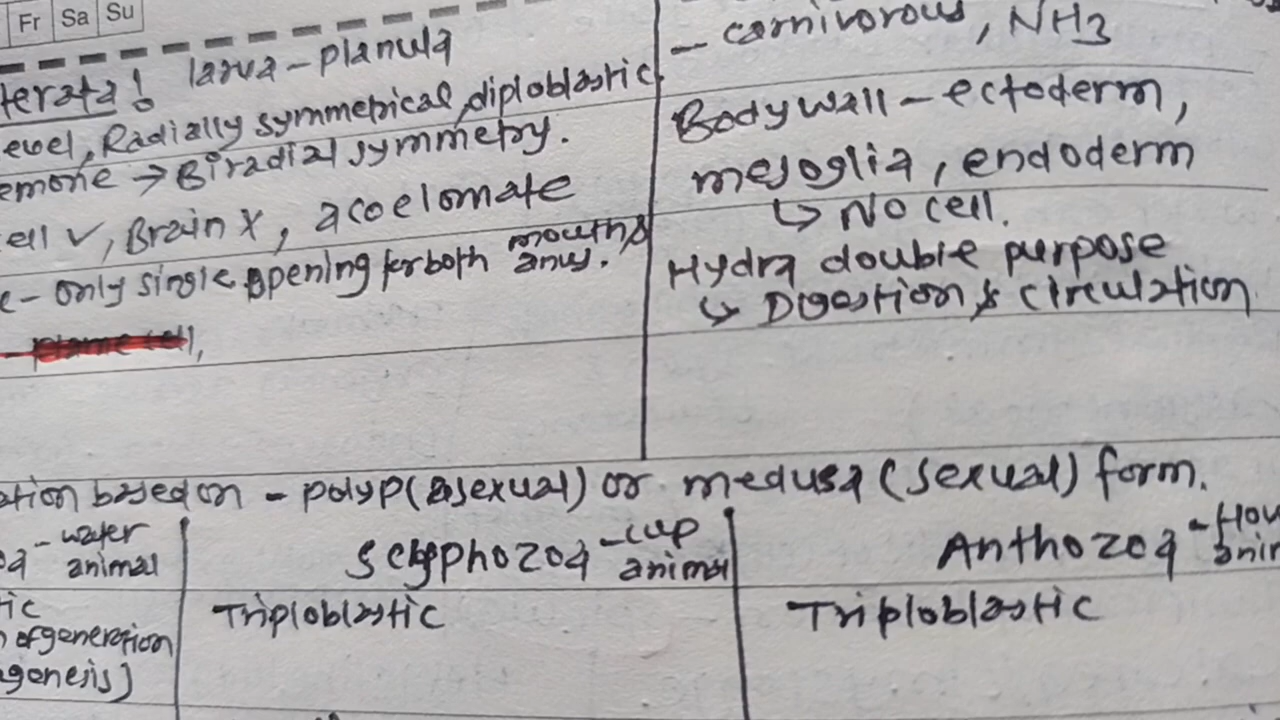 Fr Sa Su
terata! larva - planula
evel, Radially symmetrical, diploblastic
emone → Biradial symmetry.
ell ✓, Brain X, acoelomate
e - only single opening for both mouth & anus.
- carnivorous, NH3
Body wall - ectoderm,
mesoglia, endoderm
↳ No cell.
Hydra double purpose
↳ Digestion & circulation
ation based on - polyp (asexual) or medusa (sexual) form.
a - water animal
Scyphozoa - cup animal
Anthozoa - Flow anim
tic
of generation
genesis)
Triploblastic
Triploblastic